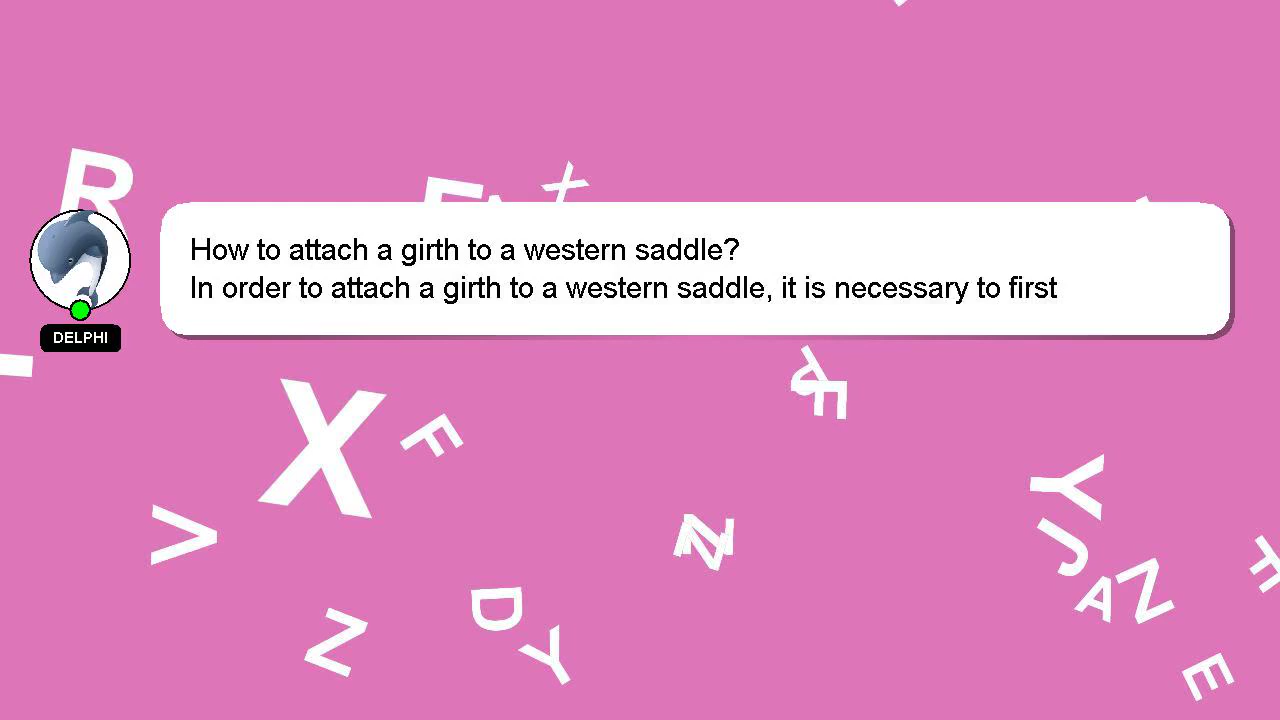 How to attach a girth to a western saddle?
In order to attach a girth to a western saddle, it is necessary to first
DELPHI
R
X
X
F
F
Y
J
V
N
A
Z
F
Z
D
Y
E